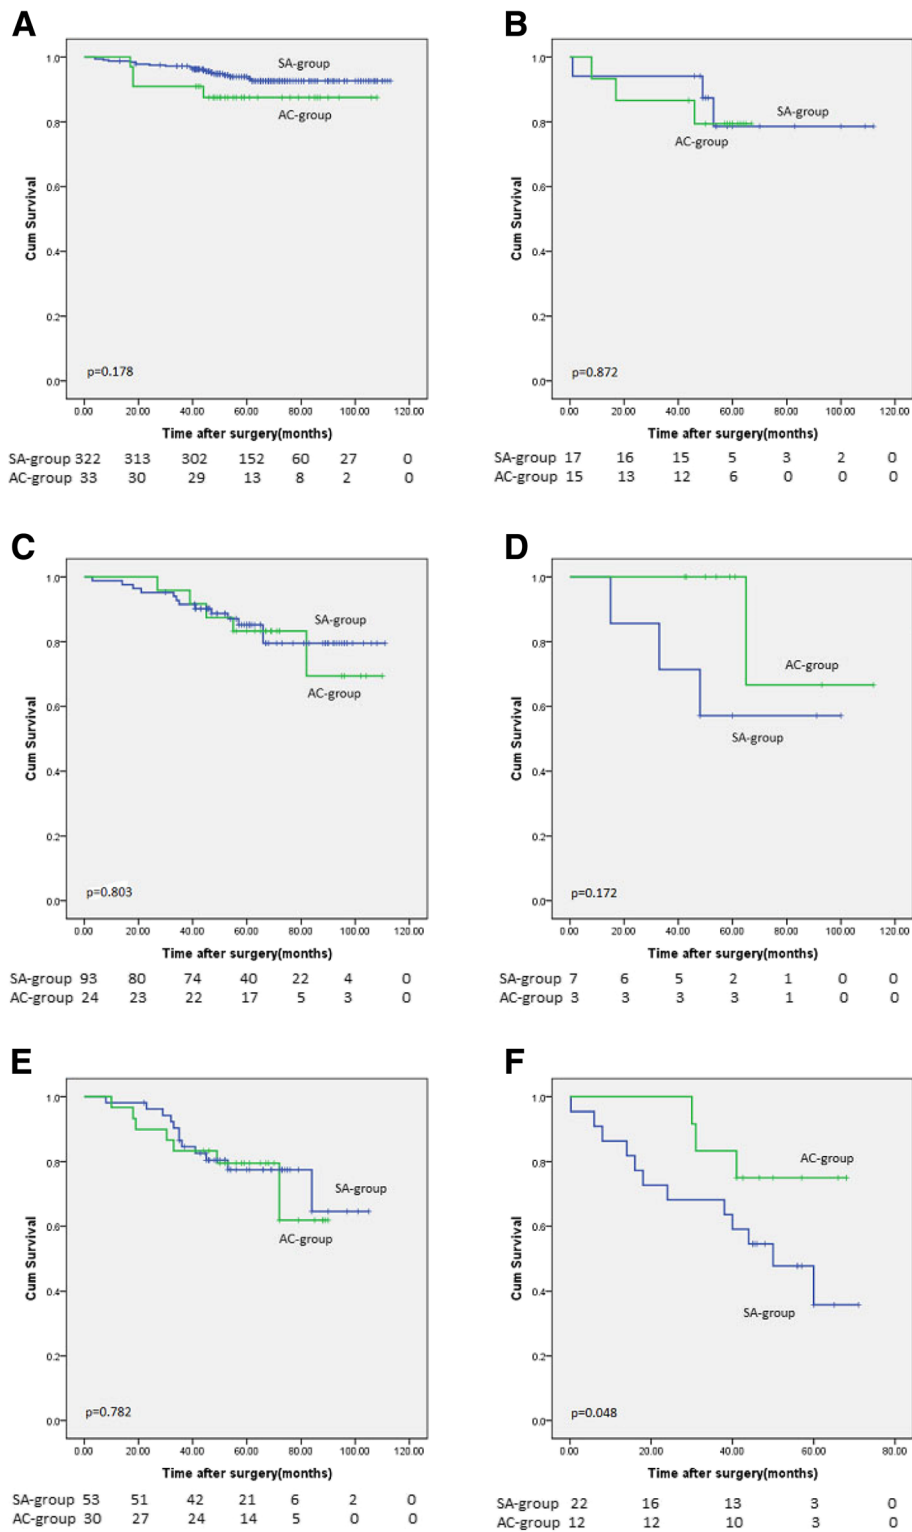 A
1.0
0.8
0.6
0.4
0.2
0.0
Cum Survival
SA-group
AC-group
p=0.178
0.00 20.00 40.00 60.00 80.00 100.00 120.00
Time after surgery(months)
SA-group 322 313 302 152 60 27 0
AC-group 33 30 29 13 8 2 0
B
1.0
0.8
0.6
0.4
0.2
0.0
Cum Survival
SA-group
AC-group
p=0.872
0.00 20.00 40.00 60.00 80.00 100.00 120.00
Time after surgery(months)
SA-group 17 16 15 5 3 2 0
AC-group 15 13 12 6 0 0 0
C
1.0
0.8
0.6
0.4
0.2
0.0
Cum Survival
SA-group
AC-group
p=0.803
0.00 20.00 40.00 60.00 80.00 100.00 120.00
Time after surgery(months)
SA-group 93 80 74 40 22 4 0
AC-group 24 23 22 17 5 3 0
D
1.0
0.8
0.6
0.4
0.2
0.0
Cum Survival
AC-group
SA-group
p=0.172
0.00 20.00 40.00 60.00 80.00 100.00 120.00
Time after surgery(months)
SA-group 7 6 5 2 1 0 0
AC-group 3 3 3 3 1 0 0
E
1.0
0.8
0.6
0.4
0.2
0.0
Cum Survival
SA-group
AC-group
p=0.782
0.00 20.00 40.00 60.00 80.00 100.00 120.00
Time after surgery(months)
SA-group 53 51 42 21 6 2 0
AC-group 30 27 24 14 5 0 0
F
1.0
0.8
0.6
0.4
0.2
0.0
Cum Survival
AC-group
SA-group
p=0.048
0.00 20.00 40.00 60.00 80.00
Time after surgery(months)
SA-group 22 16 13 3 0
AC-group 12 12 10 3 0